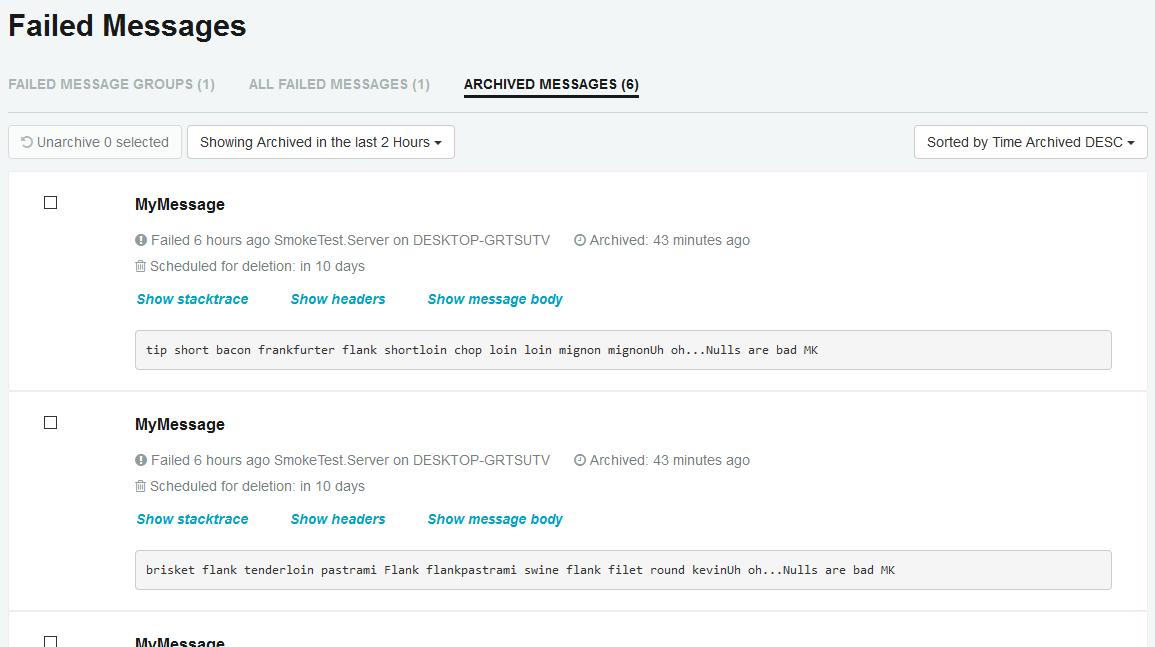 Failed Messages
FAILED MESSAGE GROUPS (1) ALL FAILED MESSAGES (1) ARCHIVED MESSAGES (6)
Unarchive 0 selected Showing Archived in the last 2 Hours Sorted by Time Archived DESC
MyMessage
Failed 6 hours ago SmokeTest.Server on DESKTOP-GRTSUTV Archived: 43 minutes ago
Scheduled for deletion: in 10 days
Show stacktrace Show headers Show message body
tip short bacon frankfurter flank shortloin chop loin loin mignon mignonUh oh...Nulls are bad MK
MyMessage
Failed 6 hours ago SmokeTest.Server on DESKTOP-GRTSUTV Archived: 43 minutes ago
Scheduled for deletion: in 10 days
Show stacktrace Show headers Show message body
brisket flank tenderloin pastrami Flank flankpastrami swine flank filet round kevinUh oh...Nulls are bad MK
MyMessage